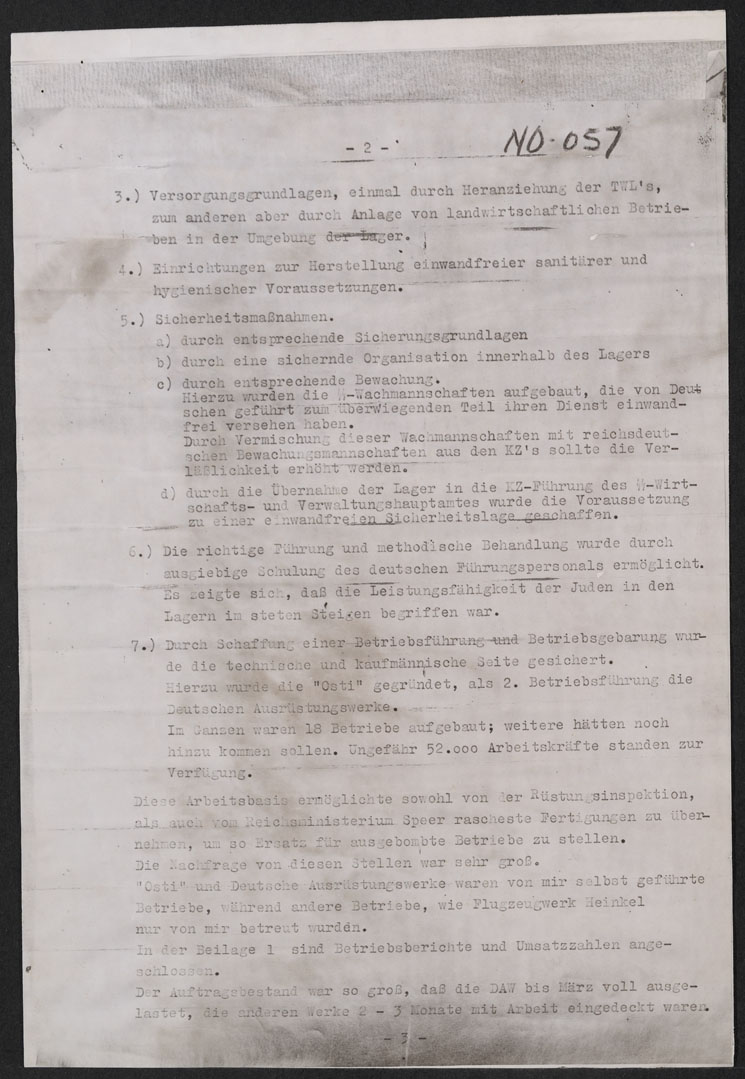 - 2 -
NO-057
3.) Versorgungsgrundlagen, einmal durch Heranziehung der TWL's,
zum anderen aber durch Anlage von landwirtschaftlichen Betrie-
ben in der Umgebung der Lager.
4.) Einrichtungen zur Herstellung einwandfreier sanitärer und
hygienischer Voraussetzungen.
5.) Sicherheitsmaßnahmen.
a) durch entsprechende Sicherungsgrundlagen
b) durch eine sichernde Organisation innerhalb des Lagers
c) durch entsprechende Bewachung.
Hierzu wurden die ᛋᛋ-Wachmannschaften aufgebaut, die von Deut
schen geführt zum überwiegenden Teil ihren Dienst einwand-
frei versehen haben.
Durch Vermischung dieser Wachmannschaften mit reichsdeut-
schen Bewachungsmannschaften aus den KZ's sollte die Ver-
läßlichkeit erhöht werden.
d) durch die Übernahme der Lager in die KZ-Führung des ᛋᛋ-Wirt-
schafts- und Verwaltungshauptamtes wurde die Voraussetzung
zu einer einwandfreien Sicherheitslage geschaffen.
6.) Die richtige Führung und methodische Behandlung wurde durch
ausgiebige Schulung des deutschen Führungspersonals ermöglicht.
Es zeigte sich, daß die Leistungsfähigkeit der Juden in den
Lagern im steten Steigen begriffen war.
7.) Durch Schaffung einer Betriebsführung und Betriebsgebarung wur-
de die technische und kaufmännische Seite gesichert.
Hierzu wurde die "Osti" gegründet, als 2. Betriebsführung die
Deutschen Ausrüstungswerke.
Im Ganzen waren 18 Betriebe aufgebaut; weitere hätten noch
hinzu kommen sollen. Ungefähr 52.000 Arbeitskräfte standen zur
Verfügung.
Diese Arbeitsbasis ermöglichte sowohl von der Rüstungsinspektion,
als auch vom Reichsministerium Speer rascheste Fertigungen zu über-
nehmen, um so Ersatz für ausgebombte Betriebe zu stellen.
Die Nachfrage von diesen Stellen war sehr groß.
"Osti" und Deutsche Ausrüstungswerke waren von mir selbst geführte
Betriebe, während andere Betriebe, wie Flugzeugwerk Heinkel
nur von mir betreut wurden.
In der Beilage 1 sind Betriebsberichte und Umsatzzahlen ange-
schlossen.
Der Auftragsbestand war so groß, daß die DAW bis März voll ausge-
lastet, die anderen Werke 2 - 3 Monate mit Arbeit eingedeckt waren.
- 3 -